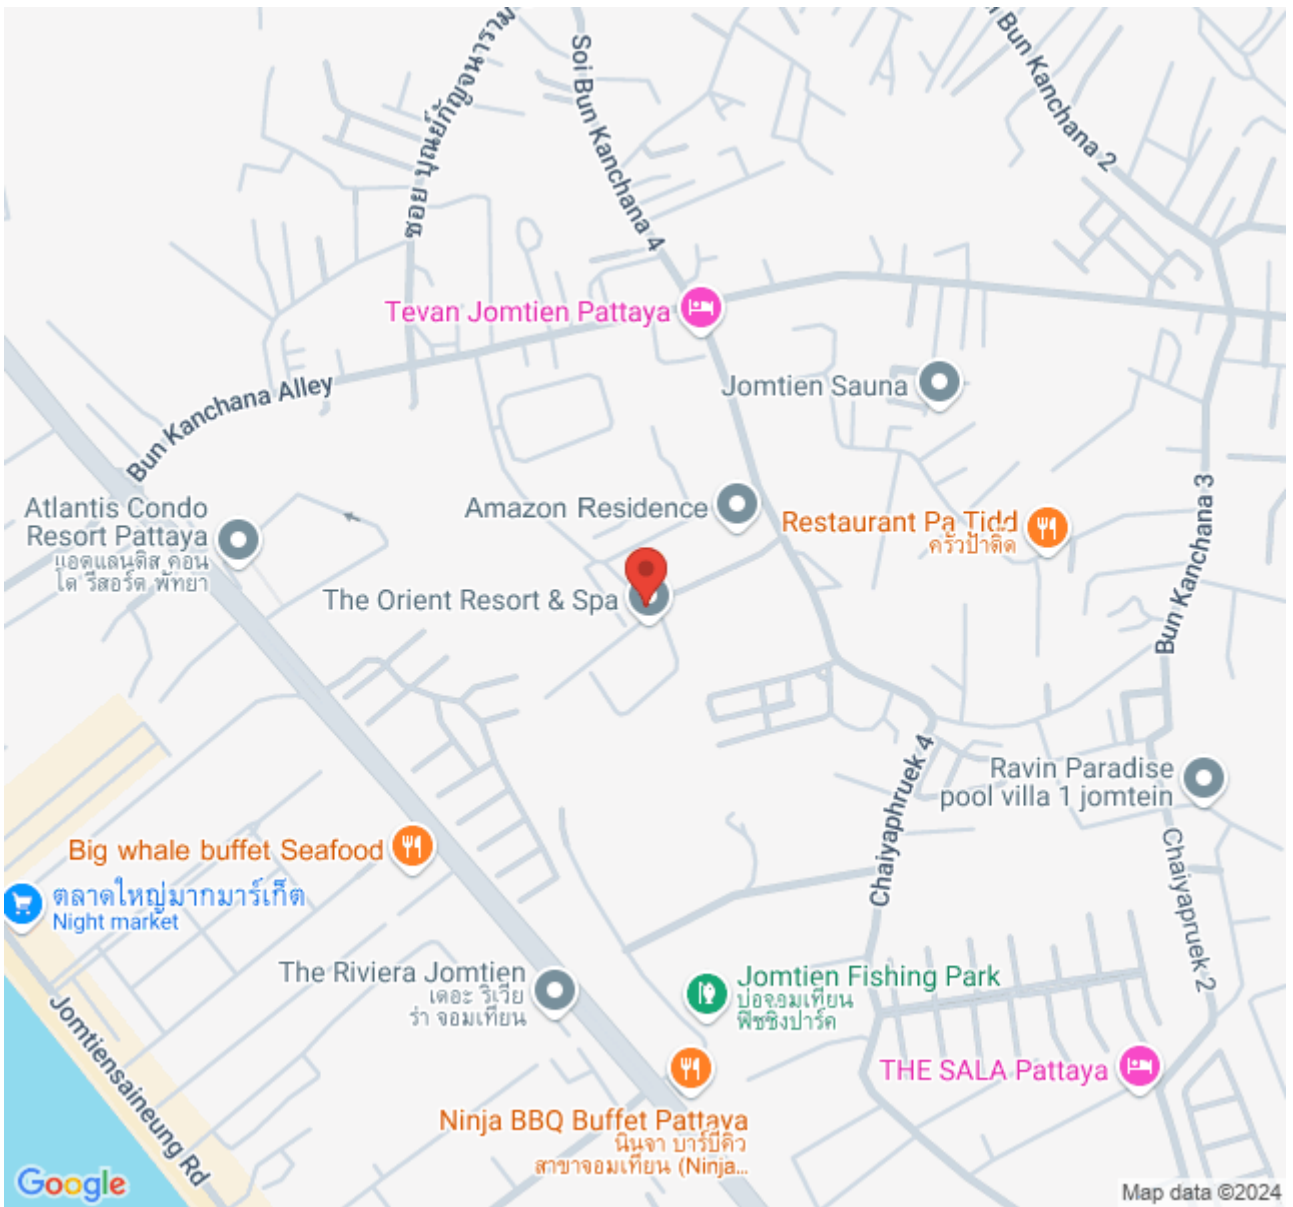 ซอย บุณย์กัญจนาราม
Soi Bun Kanchana 4
Bun Kanchana 2
Tevan Jomtien Pattaya
Jomtien Sauna
Bun Kanchana Alley
Atlantis Condo
Resort Pattaya
แอตแลนติส คอน
โด รีสอร์ต พัทยา
Amazon Residence
Restaurant Pa Tidd
ครัวป้าติ๊ด
Bun Kanchana 3
The Orient Resort & Spa
Chaiyaphruek 4
Ravin Paradise
pool villa 1 jomtein
Chaiyapruek 2
Big whale buffet Seafood
ตลาดใหญ่มากมาร์เก็ต
Night market
The Riviera Jomtien
เดอะ ริเวีย
ร่า จอมเทียน
Jomtien Fishing Park
บ่อจอมเทียน
ฟิชชิ่งปาร์ค
Jomtiensaineung Rd
THE SALA Pattaya
Ninja BBQ Buffet Pattaya
นินจา บาร์บีคิว
สาขาจอมเทียน (Ninja...
Google
Map data ©2024